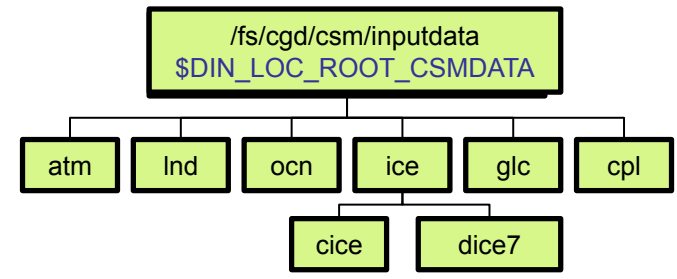 /fs/cgd/csm/inputdata
$DIN_LOC_ROOT_CSMDATA
atm lnd ocn ice glc cpl
cice dice7